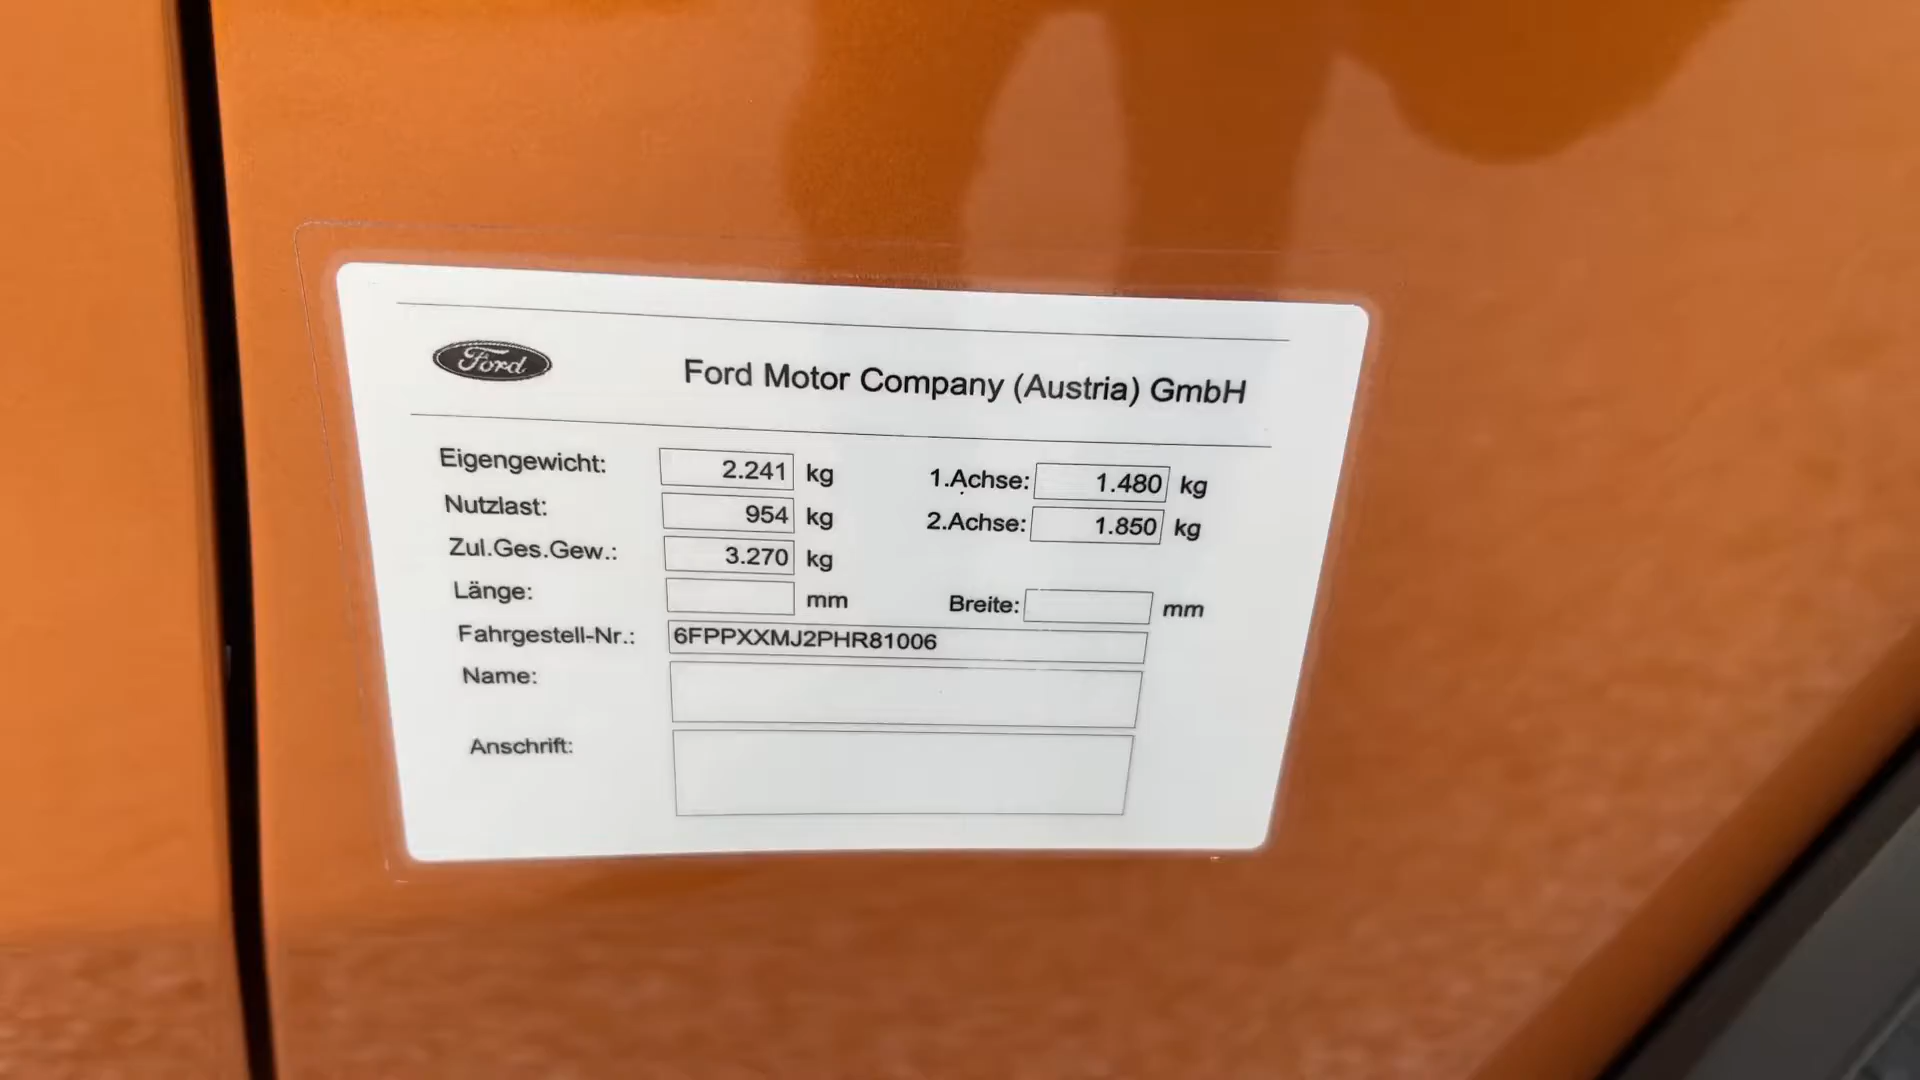 Ford
Ford Motor Company (Austria) GmbH
Eigengewicht: 2.241 kg 1.Achse: 1.480 kg
Nutzlast: 954 kg 2.Achse: 1.850 kg
Zul.Ges.Gew.: 3.270 kg
Länge: mm Breite: mm
Fahrgestell-Nr.: 6FPPXXMJ2PHR81006
Name:
Anschrift: